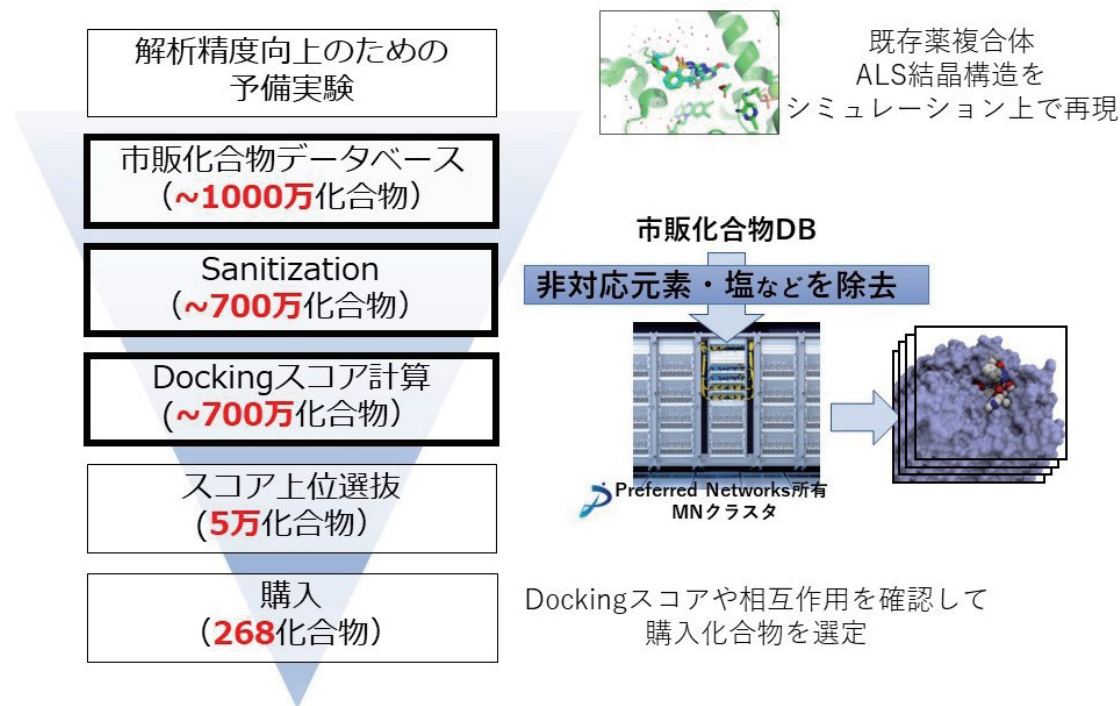 解析精度向上のための
予備実験
既存薬複合体
ALS結晶構造を
シミュレーション上で再現
市販化合物データベース
（~1000万化合物）
Sanitization
（~700万化合物）
市販化合物DB
非対応元素・塩などを除去
Dockingスコア計算
（~700万化合物）
Preferred Networks所有
MNクラスタ
スコア上位選抜
（5万化合物）
購入
（268化合物）
Dockingスコアや相互作用を確認して
購入化合物を選定